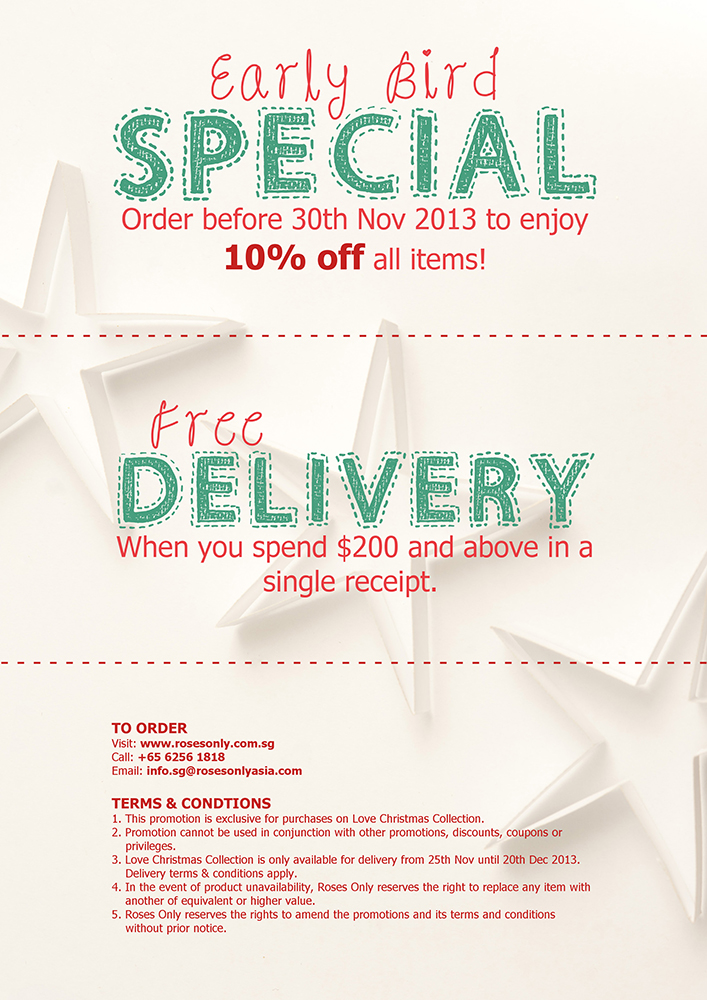 Early Bird
SPECIAL
Order before 30th Nov 2013 to enjoy
10% off all items!
Free
DELIVERY
When you spend $200 and above in a
single receipt.
TO ORDER
Visit: www.rosesonly.com.sg
Call: +65 6256 1818
Email: info.sg@rosesonlyasia.com
TERMS & CONDTIONS
1. This promotion is exclusive for purchases on Love Christmas Collection.
2. Promotion cannot be used in conjunction with other promotions, discounts, coupons or
privileges.
3. Love Christmas Collection is only available for delivery from 25th Nov until 20th Dec 2013.
Delivery terms & conditions apply.
4. In the event of product unavailability, Roses Only reserves the right to replace any item with
another of equivalent or higher value.
5. Roses Only reserves the rights to amend the promotions and its terms and conditions
without prior notice.